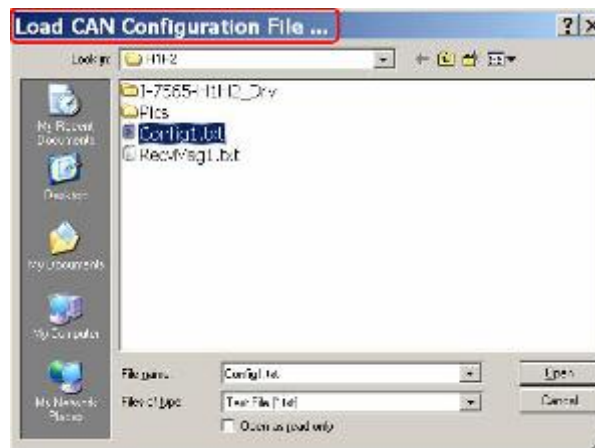 Load CAN Configuration File ...
Look in:
H1H2
I-7565-H1H2_Drv
Pics
Config1.txt
RecvMsg1.txt
My Recent
Documents
Desktop
My Documents
My Computer
My Network
Places
File name:
Config1.txt
Open
Files of type:
Text File (*.txt)
Cancel
Open as read-only